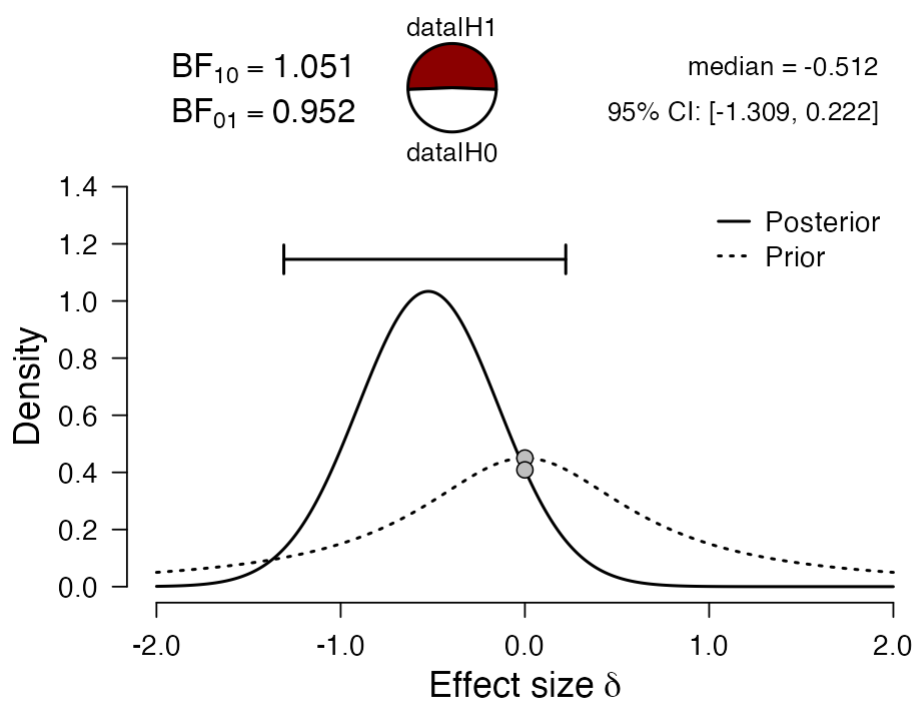 data|H1
BF₁₀ = 1.051
BF₀₁ = 0.952
median = -0.512
95% CI: [-1.309, 0.222]
data|H0
Posterior
Prior
Density
1.4
1.2
1.0
0.8
0.6
0.4
0.2
0.0
-2.0 -1.0 0.0 1.0 2.0
Effect size δ